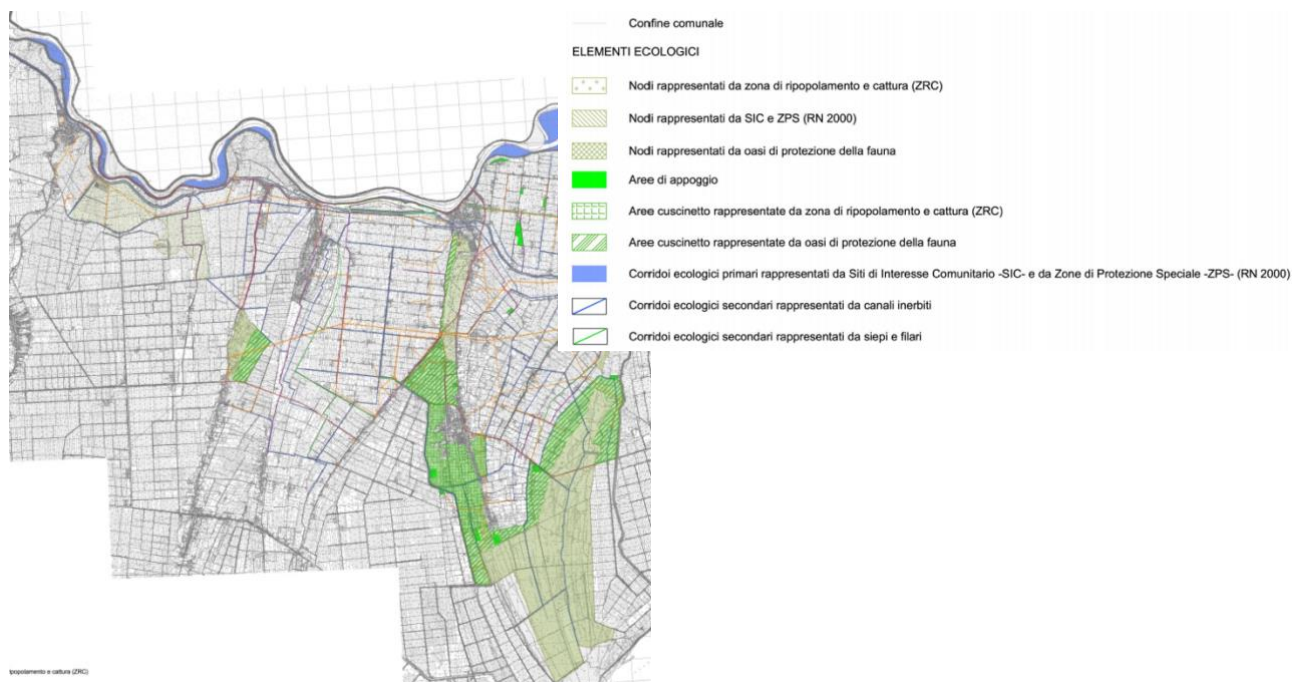 Confine comunale
ELEMENTI ECOLOGICI
Nodi rappresentati da zona di ripopolamento e cattura (ZRC)
Nodi rappresentati da SIC e ZPS (RN 2000)
Nodi rappresentati da oasi di protezione della fauna
Aree di appoggio
Aree cuscinetto rappresentate da zona di ripopolamento e cattura (ZRC)
Aree cuscinetto rappresentate da oasi di protezione della fauna
Corridoi ecologici primari rappresentati da Siti di Interesse Comunitario -SIC- e da Zone di Protezione Speciale -ZPS- (RN 2000)
Corridoi ecologici secondari rappresentati da canali inerbiti
Corridoi ecologici secondari rappresentati da siepi e filari
ipopolamento e cattura (ZRC)